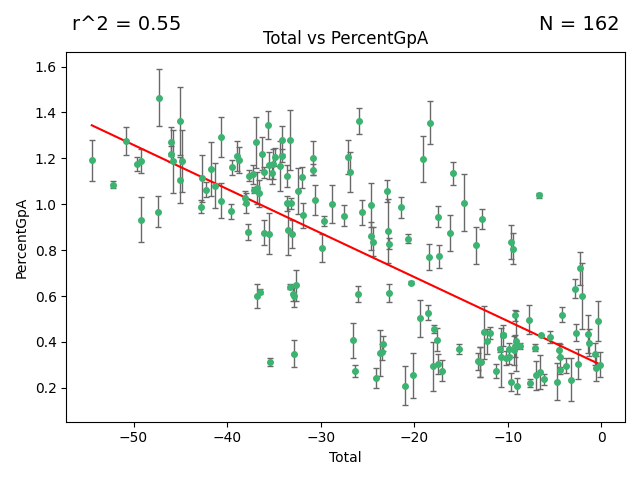 r^2 = 0.55 N = 162
Total vs PercentGpA
1.6
1.4
1.2
1.0
0.8
0.6
0.4
0.2
PercentGpA
−50 −40 −30 −20 −10 0
Total